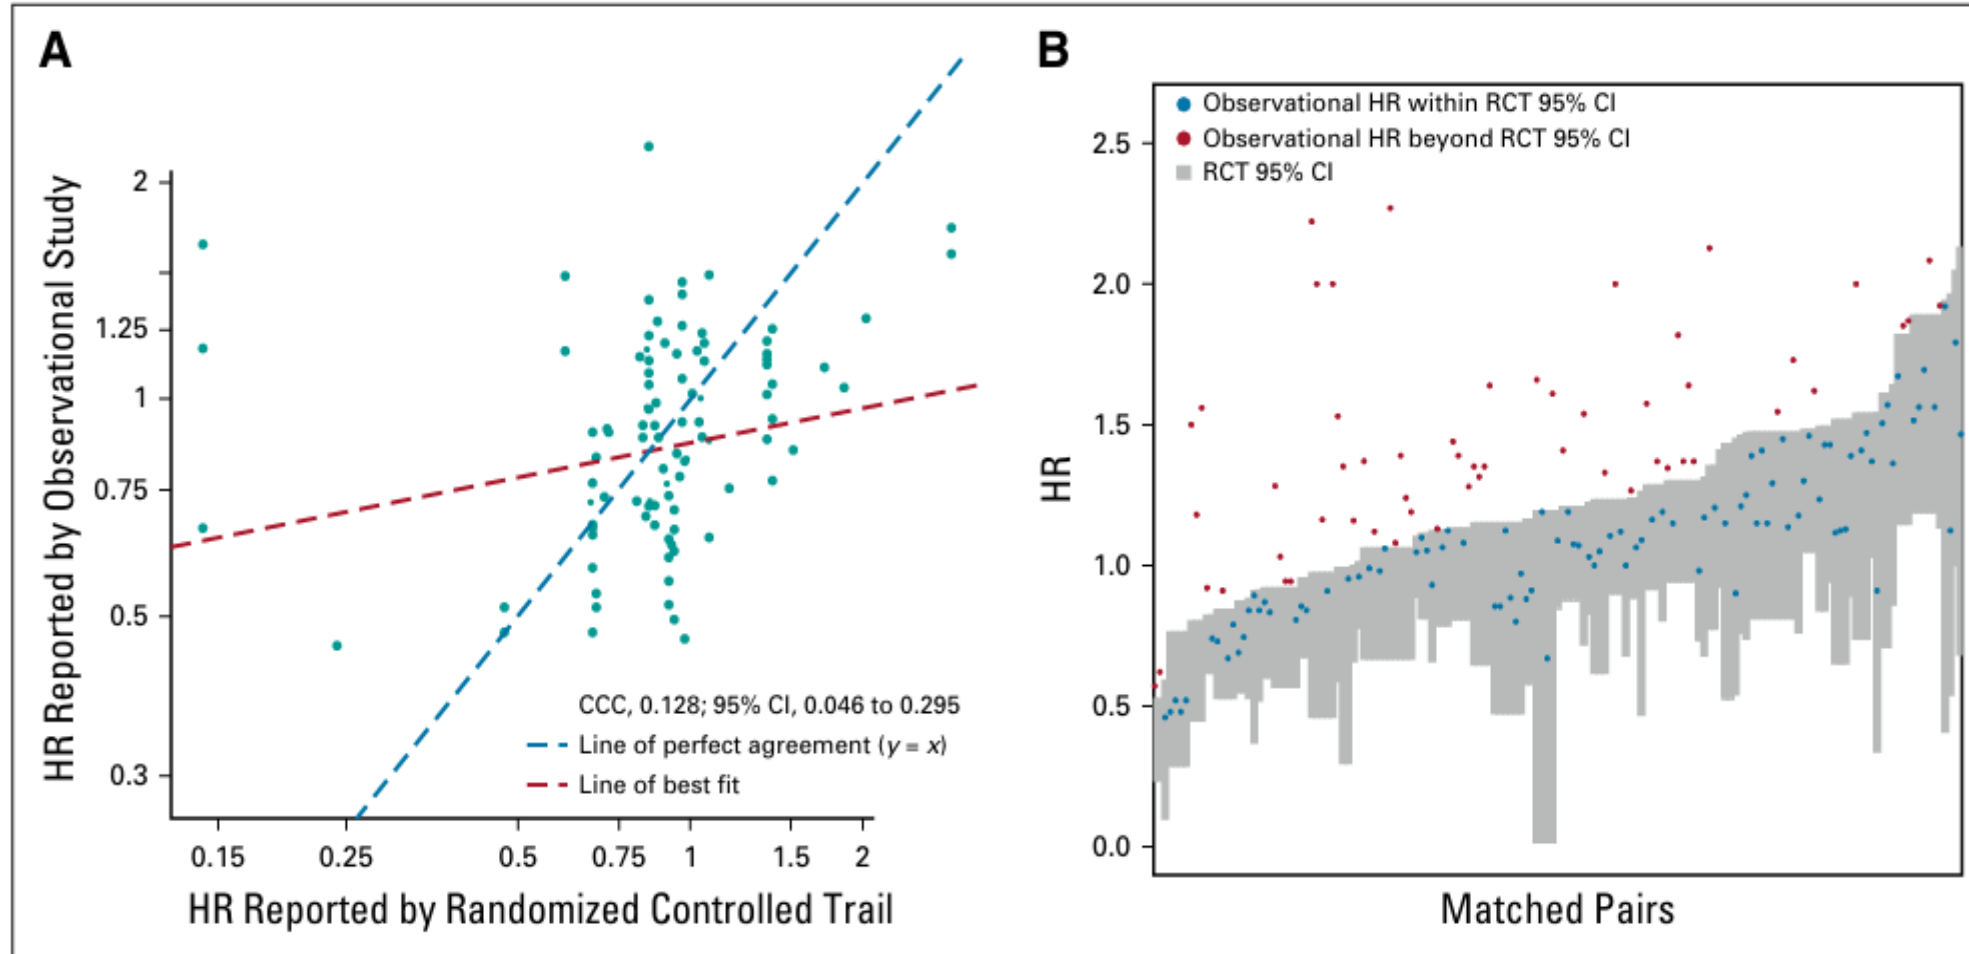 A
HR Reported by Observational Study
2
1.25
1
0.75
0.5
0.3
CCC, 0.128; 95% CI, 0.046 to 0.295
Line of perfect agreement (y = x)
Line of best fit
0.15 0.25 0.5 0.75 1 1.5 2
HR Reported by Randomized Controlled Trail
B
Observational HR within RCT 95% CI
Observational HR beyond RCT 95% CI
RCT 95% CI
HR
2.5
2.0
1.5
1.0
0.5
0.0
Matched Pairs